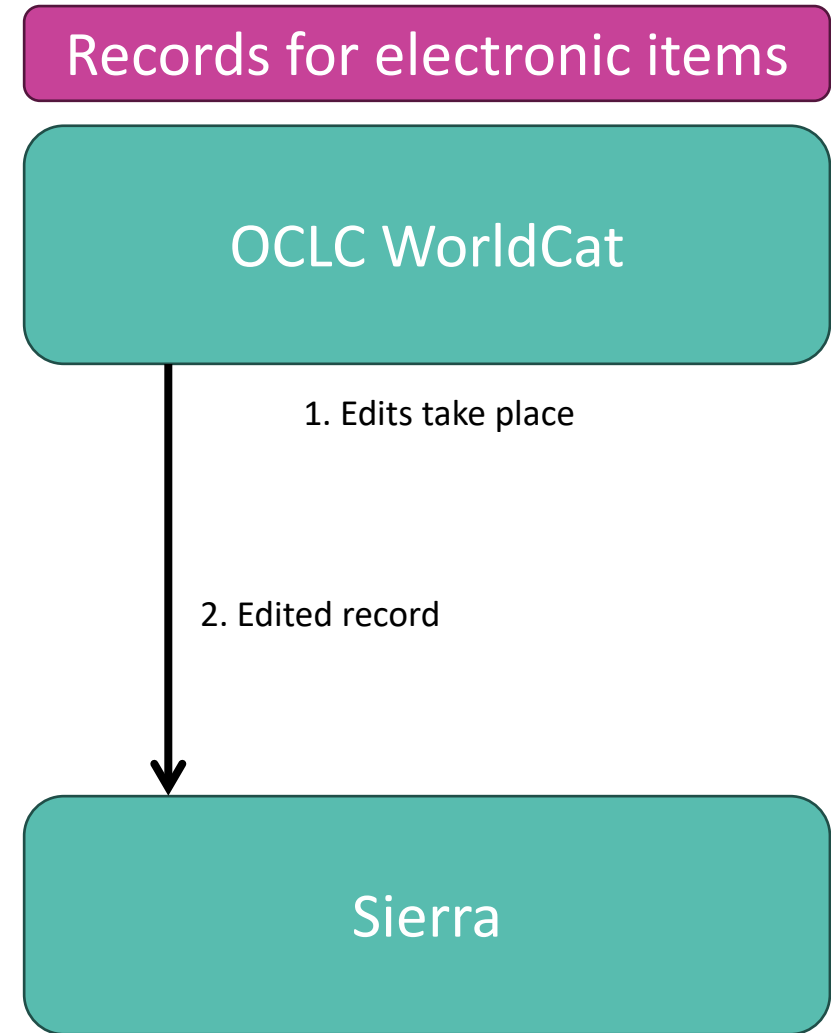 Records for electronic items
OCLC WorldCat
1. Edits take place
2. Edited record
Sierra